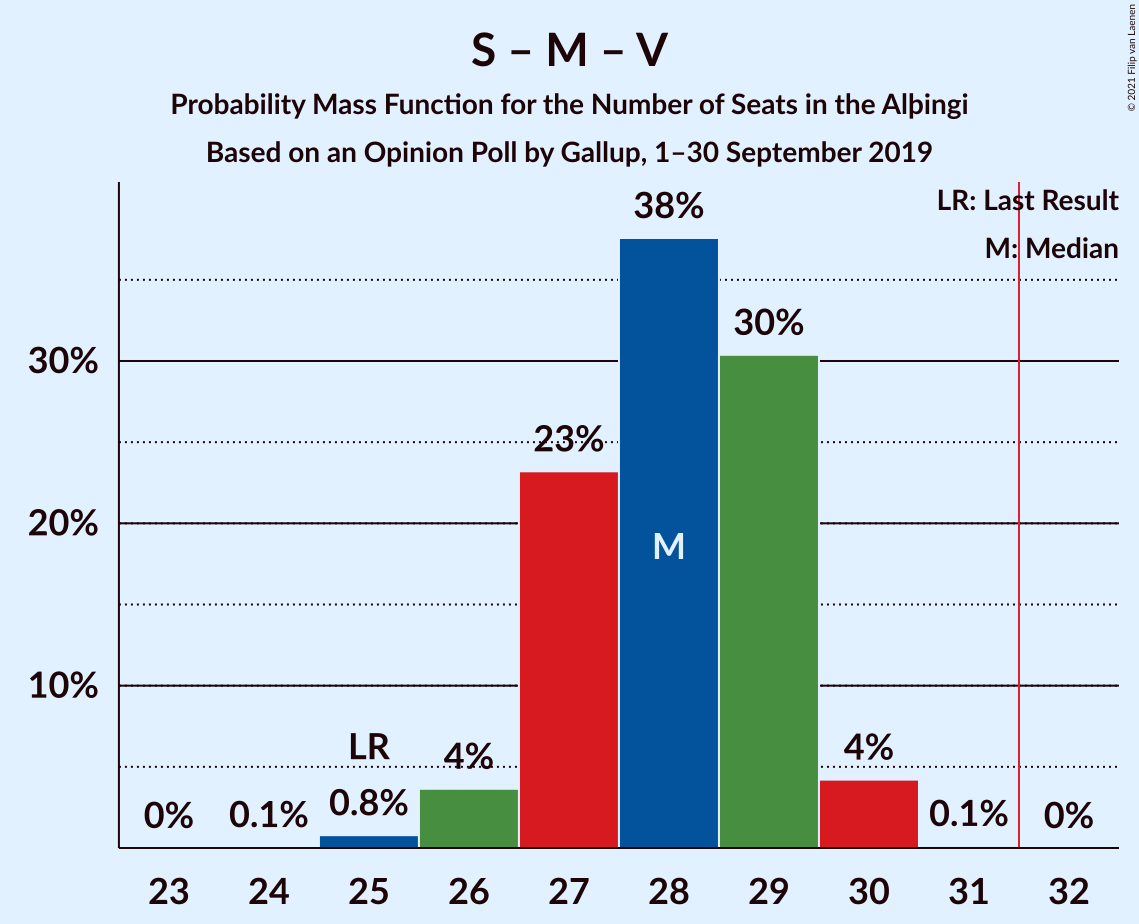 S – M – V
Probability Mass Function for the Number of Seats in the Alþingi
Based on an Opinion Poll by Gallup, 1–30 September 2019
© 2021 Filip van Laenen
LR: Last Result
M: Median
38%
30%
30%
23%
20%
M
10%
LR
4%
4%
0%
0.1%
0.8%
0.1%
0%
23 24 25 26 27 28 29 30 31 32